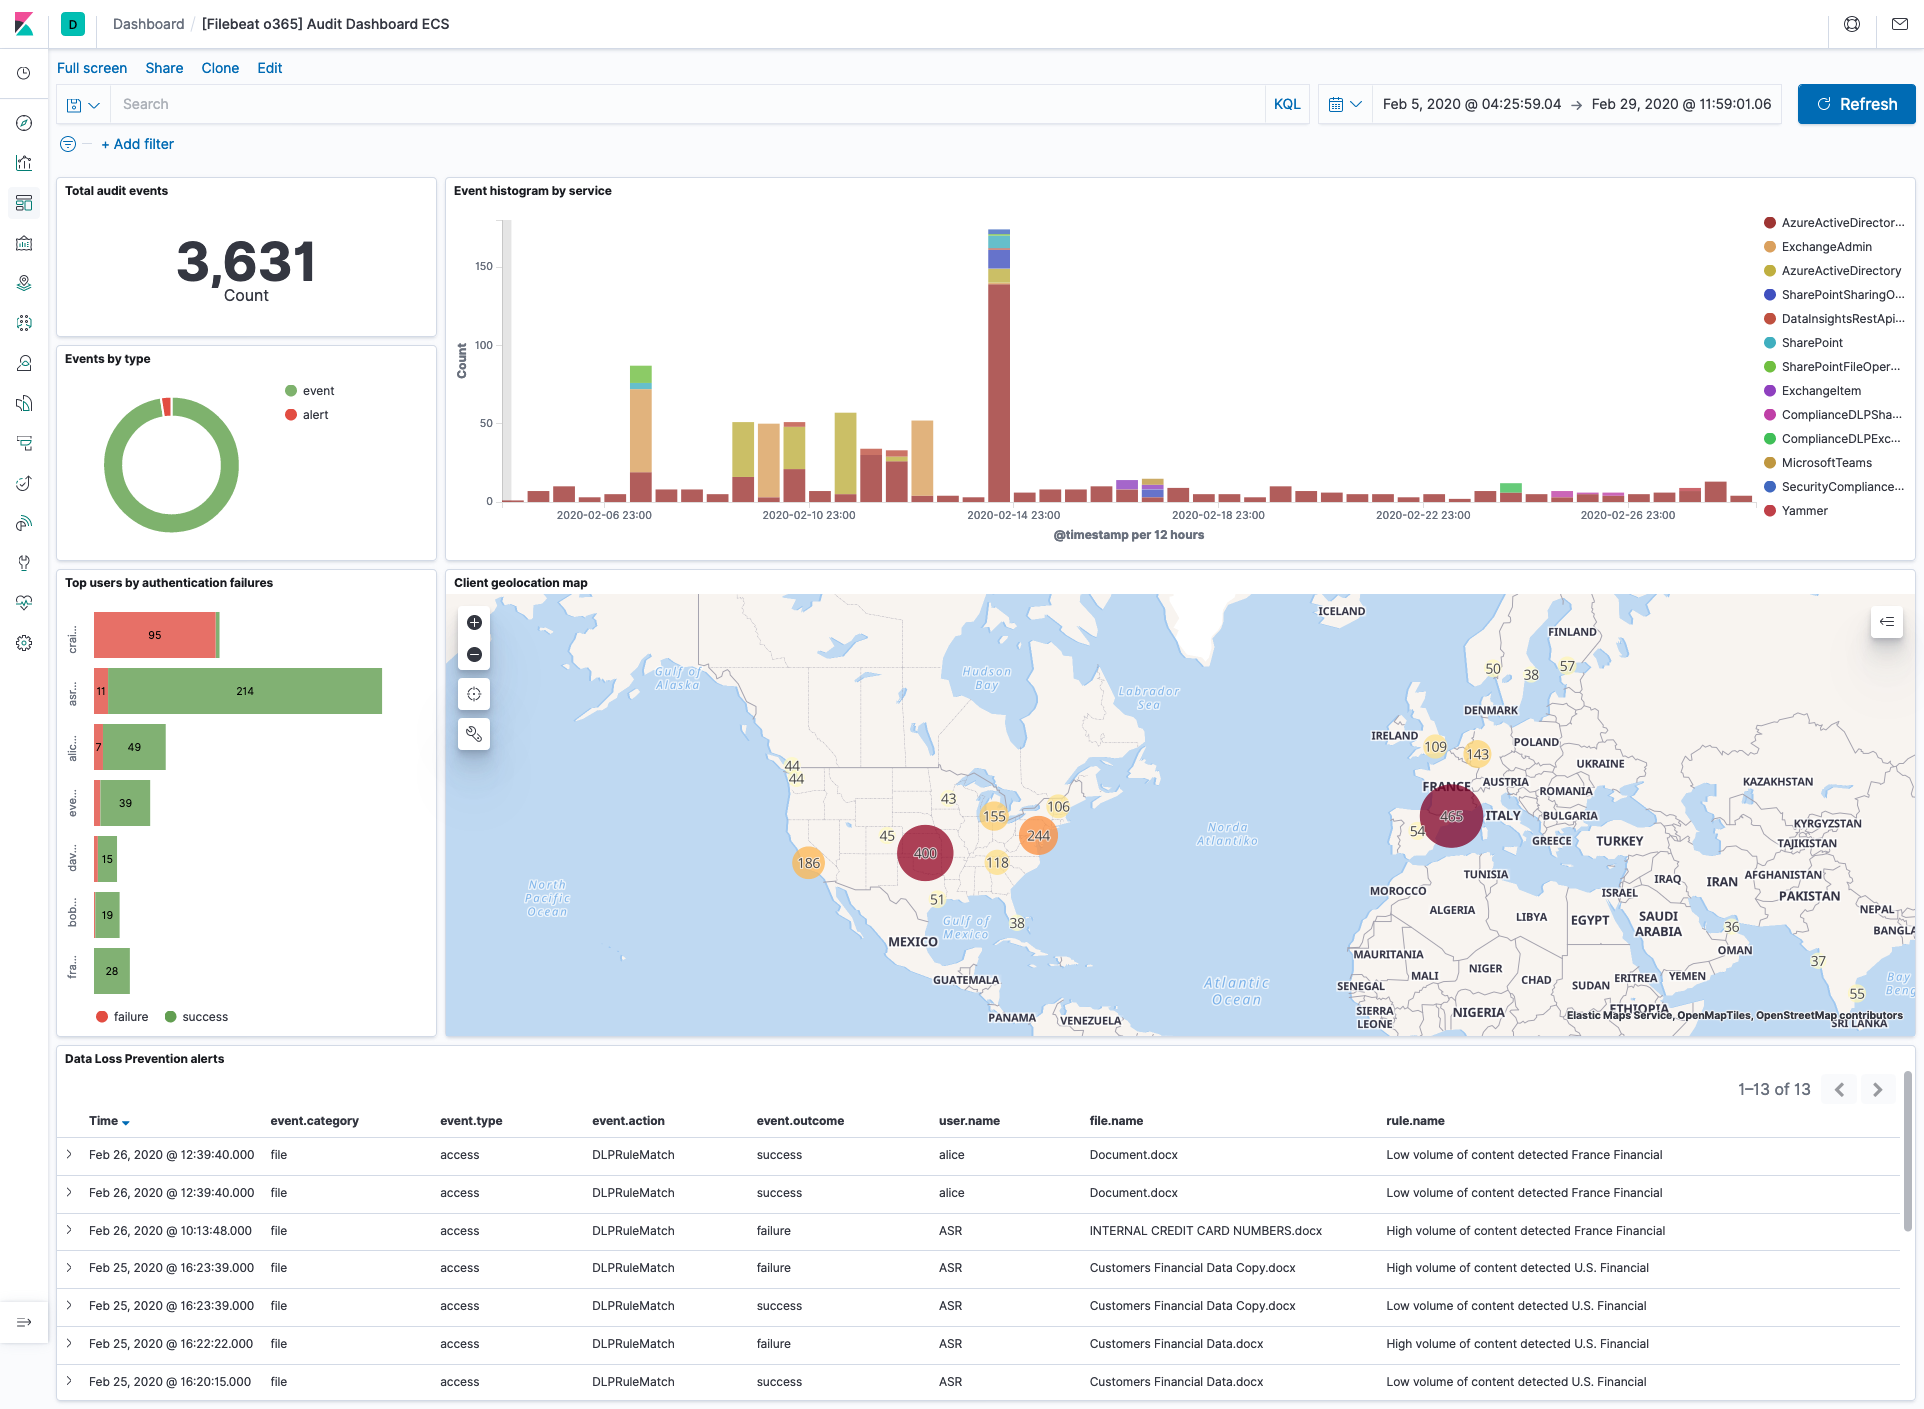 D
Dashboard / [Filebeat o365] Audit Dashboard ECS
Full screen Share Clone Edit
Search
KQL
Feb 5, 2020 @ 04:25:59.04 → Feb 29, 2020 @ 11:59:01.06
Refresh
+ Add filter
Total audit events
3,631
Count
Events by type
event
alert
Event histogram by service
Count
150
100
50
0
2020-02-06 23:00
2020-02-10 23:00
2020-02-14 23:00
2020-02-18 23:00
2020-02-22 23:00
2020-02-26 23:00
@timestamp per 12 hours
AzureActiveDirector...
ExchangeAdmin
AzureActiveDirectory
SharePointSharingO...
DataInsightsRestApi...
SharePoint
SharePointFileOper...
ExchangeItem
ComplianceDLPSha...
ComplianceDLPExc...
MicrosoftTeams
SecurityCompliance...
Yammer
Top users by authentication failures
crai...
95
asr...
11
214
alic...
7
49
eve...
39
dav...
15
bob...
19
fra...
28
failure
success
Client geolocation map
ICELAND
FINLAND
50
38
57
Gulf of
Alaska
Hudson
Bay
Labrador
Sea
DENMARK
IRELAND
109
143
POLAND
UKRAINE
44
44
FRANCE
AUSTRIA
ROMANIA
KAZAKHSTAN
43
155
106
465
54
ITALY
BULGARIA
KYRGYZSTAN
45
400
244
Norda
Atlantiko
GREECE
TURKEY
TAJIKISTAN
186
118
TUNISIA
IRAQ
IRAN
AFGHANISTAN
North
Pacific
Ocean
51
MOROCCO
ISRAEL
PAKISTAN
Gulf of
Mexico
38
ALGERIA
LIBYA
EGYPT
SAUDI
ARABIA
36
NEPAL
BANGLA
MEXICO
MAURITANIA
OMAN
37
GUATEMALA
Atlantic
Ocean
MALI
NIGER
CHAD
SUDAN
ERITREA
YEMEN
Bay
Beng
SENEGAL
55
PANAMA
VENEZUELA
SIERRA
LEONE
NIGERIA
ETHIOPIA
SRI LANKA
Elastic Maps Service, OpenMapTiles, OpenStreetMap contributors
Data Loss Prevention alerts
1–13 of 13
Time event.category event.type event.action event.outcome user.name file.name rule.name
Feb 26, 2020 @ 12:39:40.000 file access DLPRuleMatch success alice Document.docx Low volume of content detected France Financial
Feb 26, 2020 @ 12:39:40.000 file access DLPRuleMatch success alice Document.docx Low volume of content detected France Financial
Feb 26, 2020 @ 10:13:48.000 file access DLPRuleMatch failure ASR INTERNAL CREDIT CARD NUMBERS.docx High volume of content detected France Financial
Feb 25, 2020 @ 16:23:39.000 file access DLPRuleMatch failure ASR Customers Financial Data Copy.docx High volume of content detected U.S. Financial
Feb 25, 2020 @ 16:23:39.000 file access DLPRuleMatch success ASR Customers Financial Data Copy.docx Low volume of content detected U.S. Financial
Feb 25, 2020 @ 16:22:22.000 file access DLPRuleMatch failure ASR Customers Financial Data.docx High volume of content detected U.S. Financial
Feb 25, 2020 @ 16:20:15.000 file access DLPRuleMatch success ASR Customers Financial Data.docx Low volume of content detected U.S. Financial